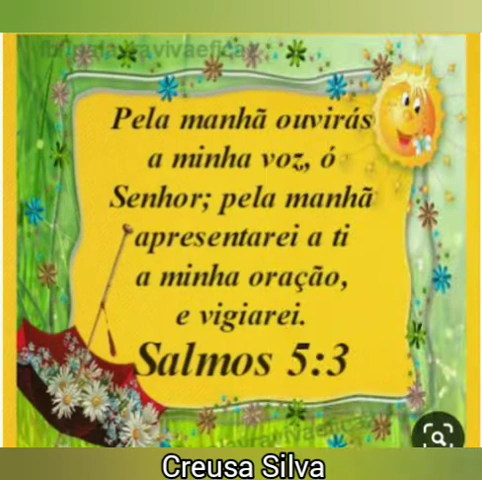 Pela manhã ouvirás
a minha voz, ó
Senhor; pela manhã
apresentarei a ti
a minha oração,
e vigiarei.
Salmos 5:3
Creusa Silva